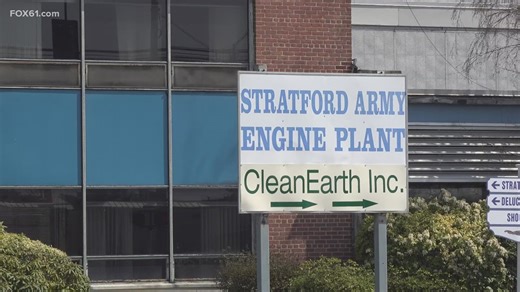 FOX61.com
STRATFORD ARMY
ENGINE PLANT
CleanEarth Inc.